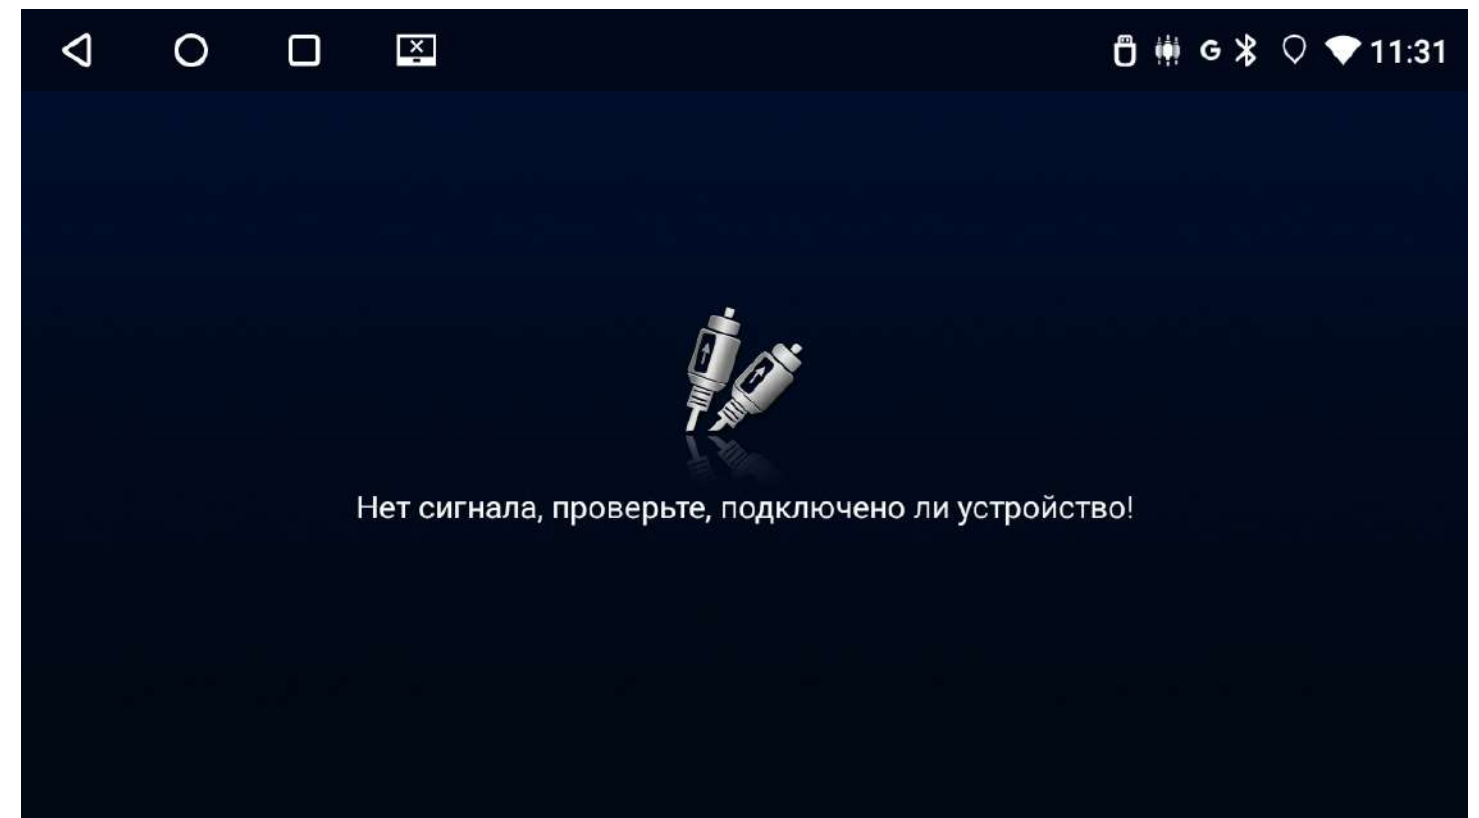 G 11:31
Нет сигнала, проверьте, подключено ли устройство!